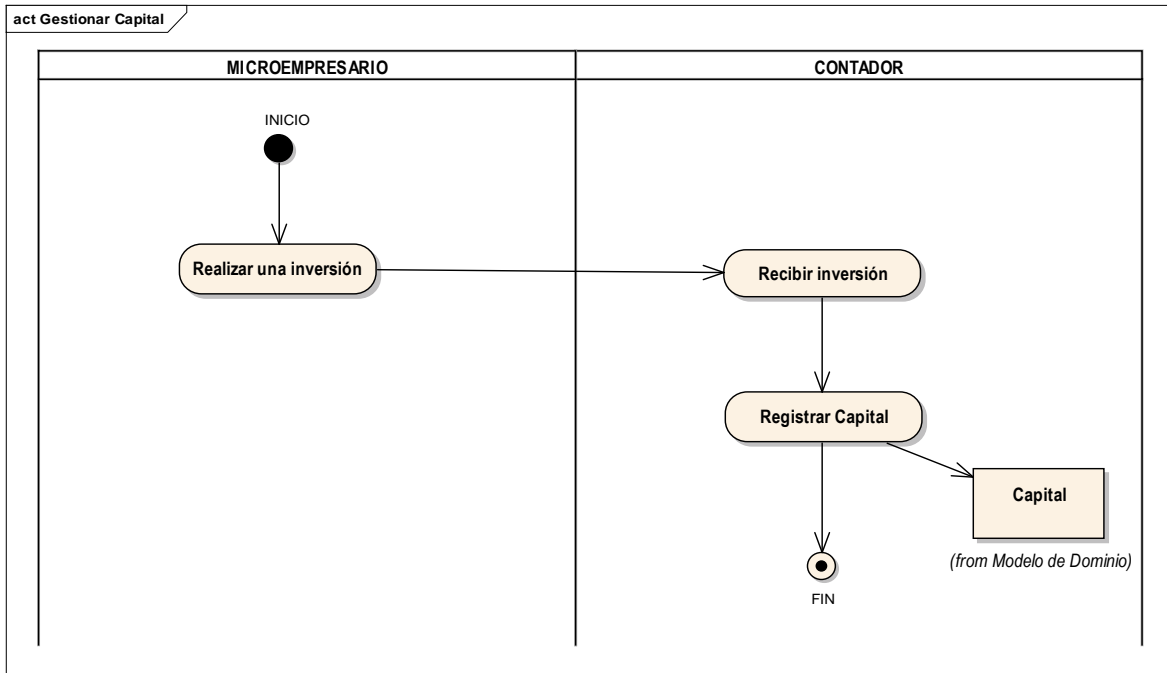 act Gestionar Capital
MICROEMPRESARIO
CONTADOR
INICIO
Realizar una inversión
Recibir inversión
Registrar Capital
Capital
(from Modelo de Dominio)
FIN